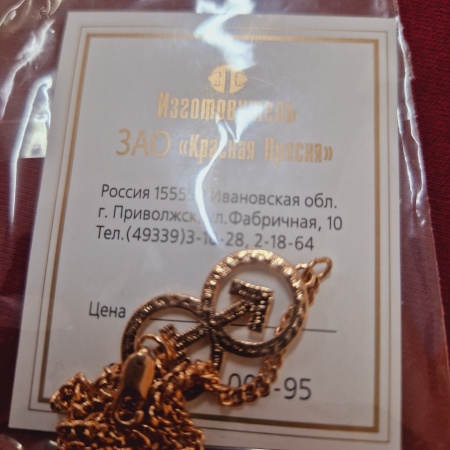 Изготовитель
ЗАО «Красная Пресня»
Россия 15555 Ивановская обл.
г. Приволжск, ул.Фабричная, 10
Тел.(49339)3-18-28, 2-18-64
Цена
-95